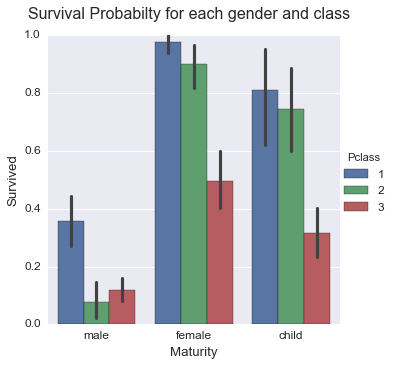 Survival Probabilty for each gender and class
1.0
0.8
0.6
0.4
0.2
0.0
Survived
male female child
Maturity
Pclass
1
2
3